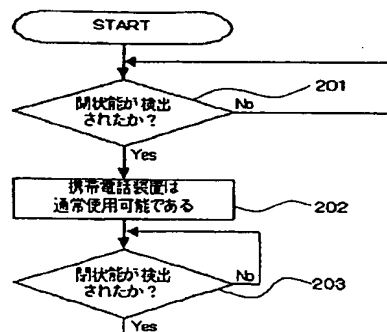 START
201
閉状態が検出
されたか？
No
Yes
携帯電話装置は
通常使用可能である
202
閉状態が検出
されたか？
No
203
Yes